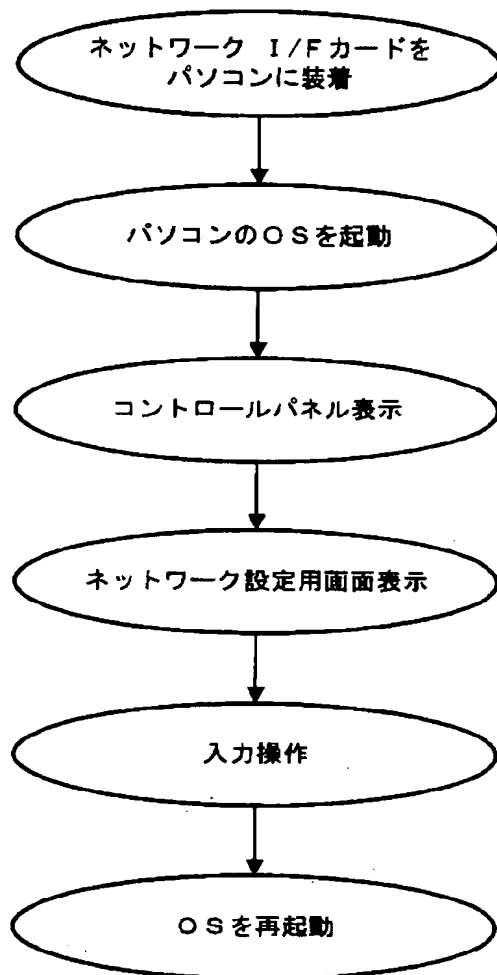 ネットワーク Ｉ/Ｆカードを
パソコンに装着
パソコンのＯＳを起動
コントロールパネル表示
ネットワーク設定用画面表示
入力操作
ＯＳを再起動